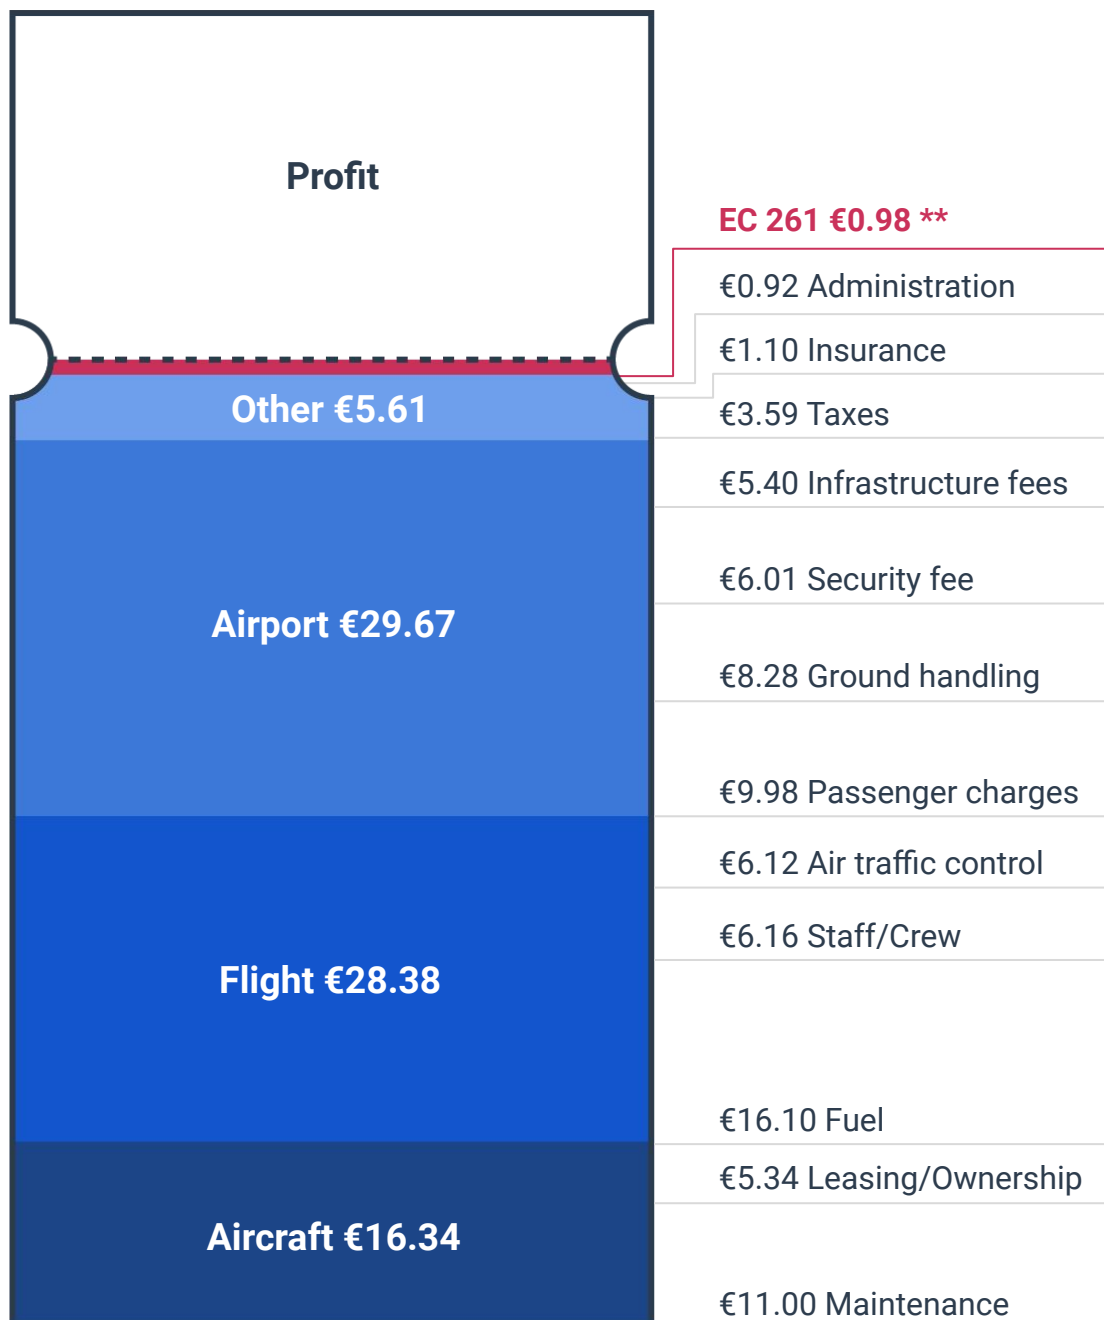 Profit
EC 261 €0.98 **
€0.92 Administration
€1.10 Insurance
Other €5.61
€3.59 Taxes
€5.40 Infrastructure fees
€6.01 Security fee
Airport €29.67
€8.28 Ground handling
€9.98 Passenger charges
€6.12 Air traffic control
€6.16 Staff/Crew
Flight €28.38
€16.10 Fuel
€5.34 Leasing/Ownership
Aircraft €16.34
€11.00 Maintenance